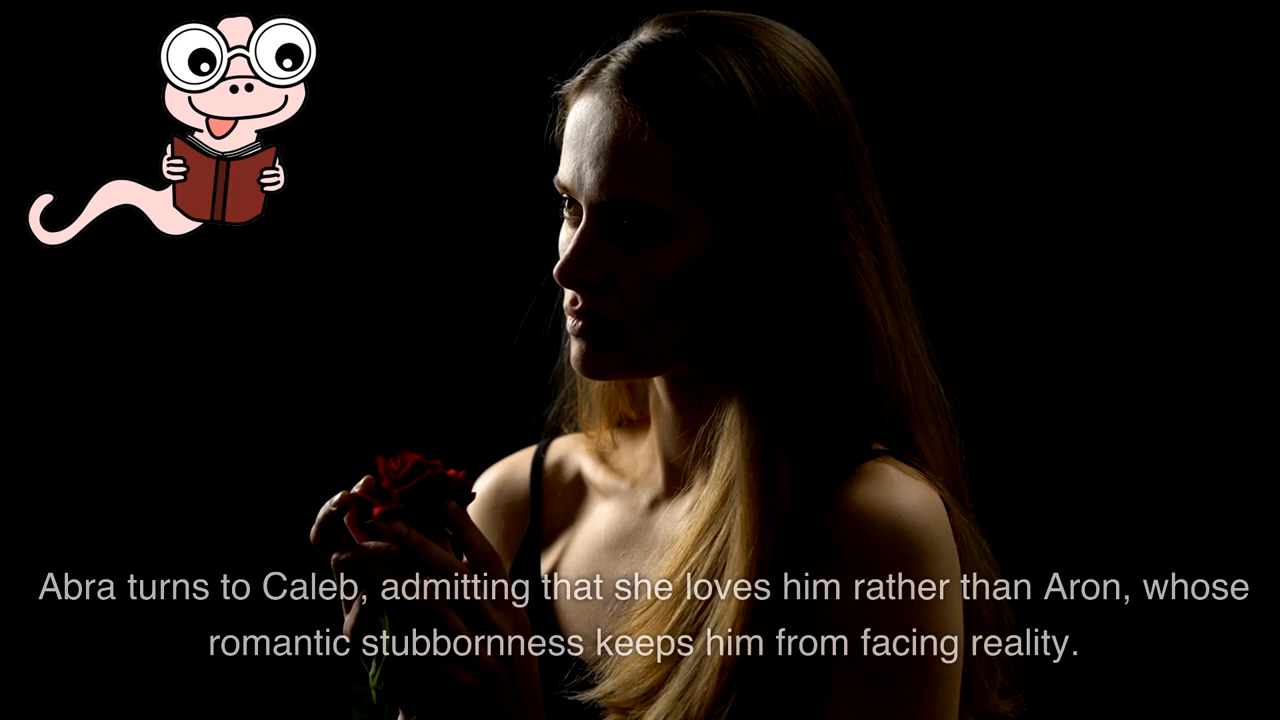 Abra turns to Caleb, admitting that she loves him rather than Aron, whose
romantic stubbornness keeps him from facing reality.